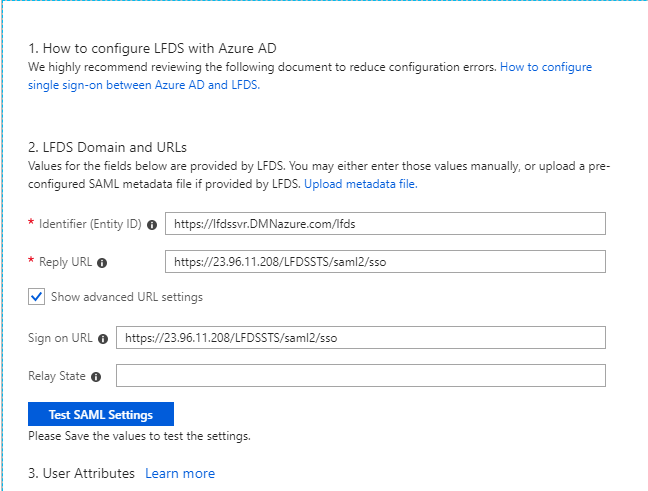 1. How to configure LFDS with Azure AD
We highly recommend reviewing the following document to reduce configuration errors. How to configure
single sign-on between Azure AD and LFDS.
2. LFDS Domain and URLs
Values for the fields below are provided by LFDS. You may either enter those values manually, or upload a pre-
configured SAML metadata file if provided by LFDS. Upload metadata file.
* Identifier (Entity ID) https://lfdssvr.DMNazure.com/lfds
* Reply URL https://23.96.11.208/LFDSSTS/saml2/sso
Show advanced URL settings
Sign on URL https://23.96.11.208/LFDSSTS/saml2/sso
Relay State
Test SAML Settings
Please Save the values to test the settings.
3. User Attributes Learn more